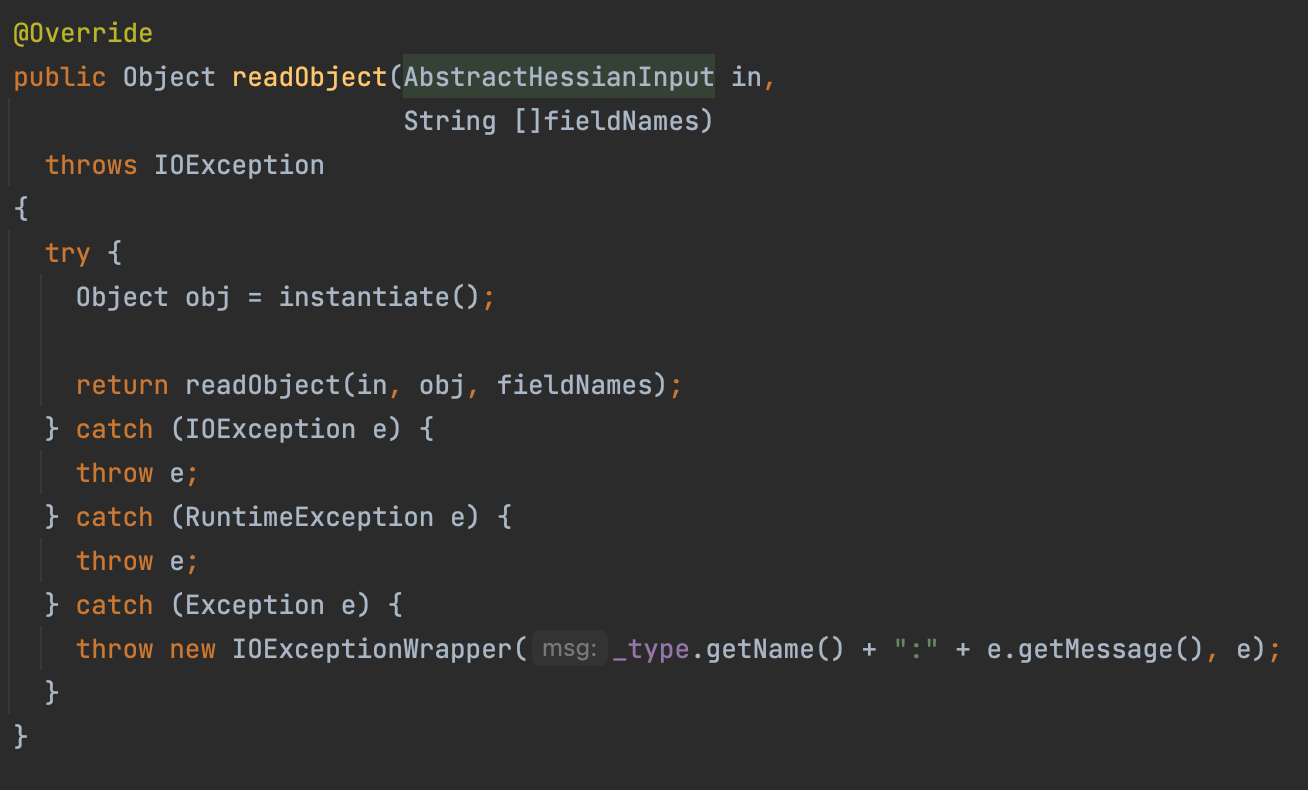 @Override
public Object readObject(AbstractHessianInput in,
String []fieldNames)
throws IOException
{
try {
Object obj = instantiate();
return readObject(in, obj, fieldNames);
} catch (IOException e) {
throw e;
} catch (RuntimeException e) {
throw e;
} catch (Exception e) {
throw new IOExceptionWrapper( msg: _type.getName() + ":" + e.getMessage(), e);
}
}